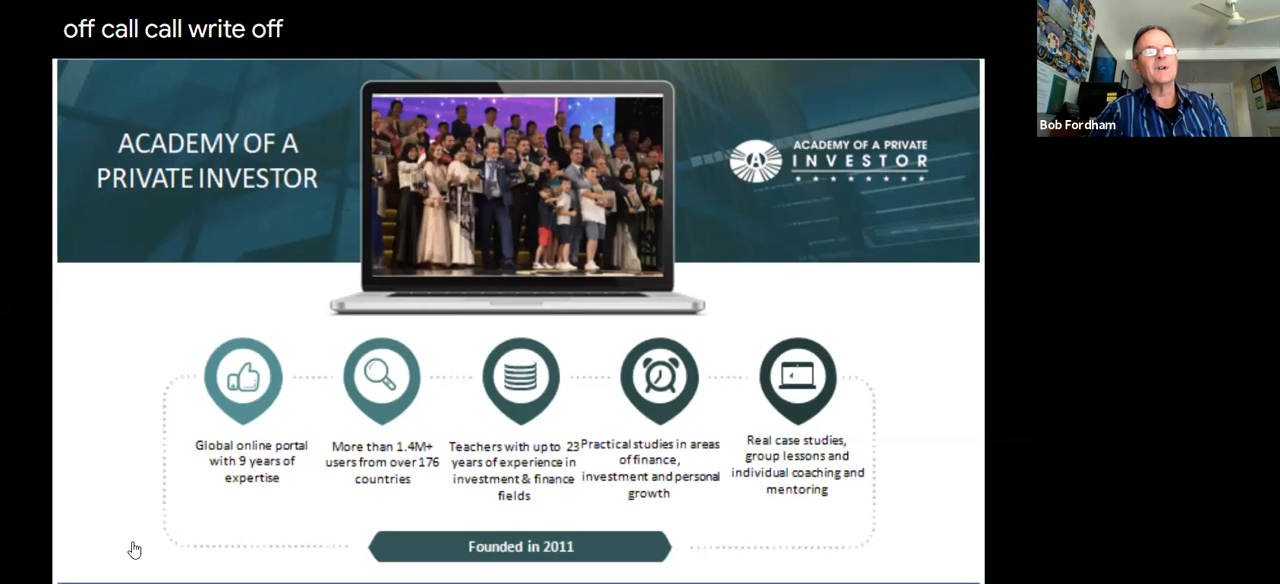 off call call write off
ACADEMY OF A
PRIVATE INVESTOR
ACADEMY OF A PRIVATE
INVESTOR
Bob Fordham
Global online portal
with 9 years of
expertise
More than 1.4M+
users from over 176
countries
Teachers with up to 23
years of experience in
investment & finance
fields
Practical studies in areas
of finance,
investment and personal
growth
Real case studies,
group lessons and
individual coaching and
mentoring
Founded in 2011